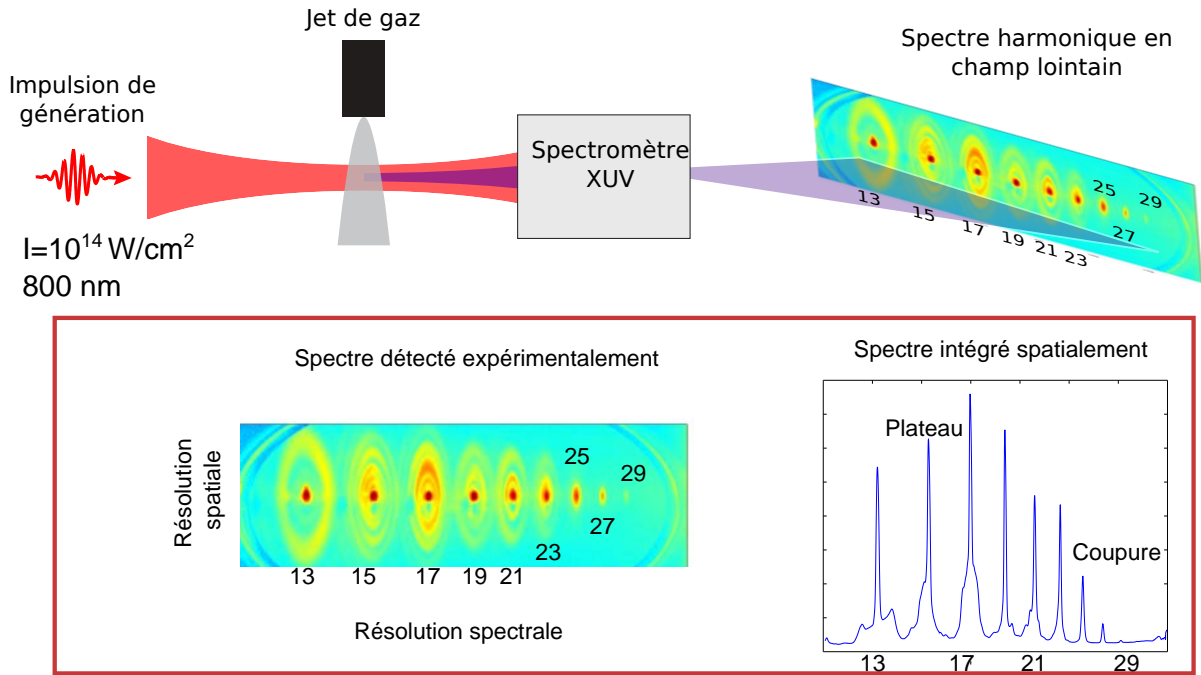 Jet de gaz
Impulsion de
génération
I=10¹⁴ W/cm²
800 nm
Spectromètre
XUV
Spectre harmonique en
champ lointain
13
15
17
19
21
23
25
27
29
Spectre détecté expérimentalement
Résolution
spatiale
25
29
27
23
13 15 17 19 21
Résolution spectrale
Spectre intégré spatialement
Plateau
Coupure
13 17 21 29